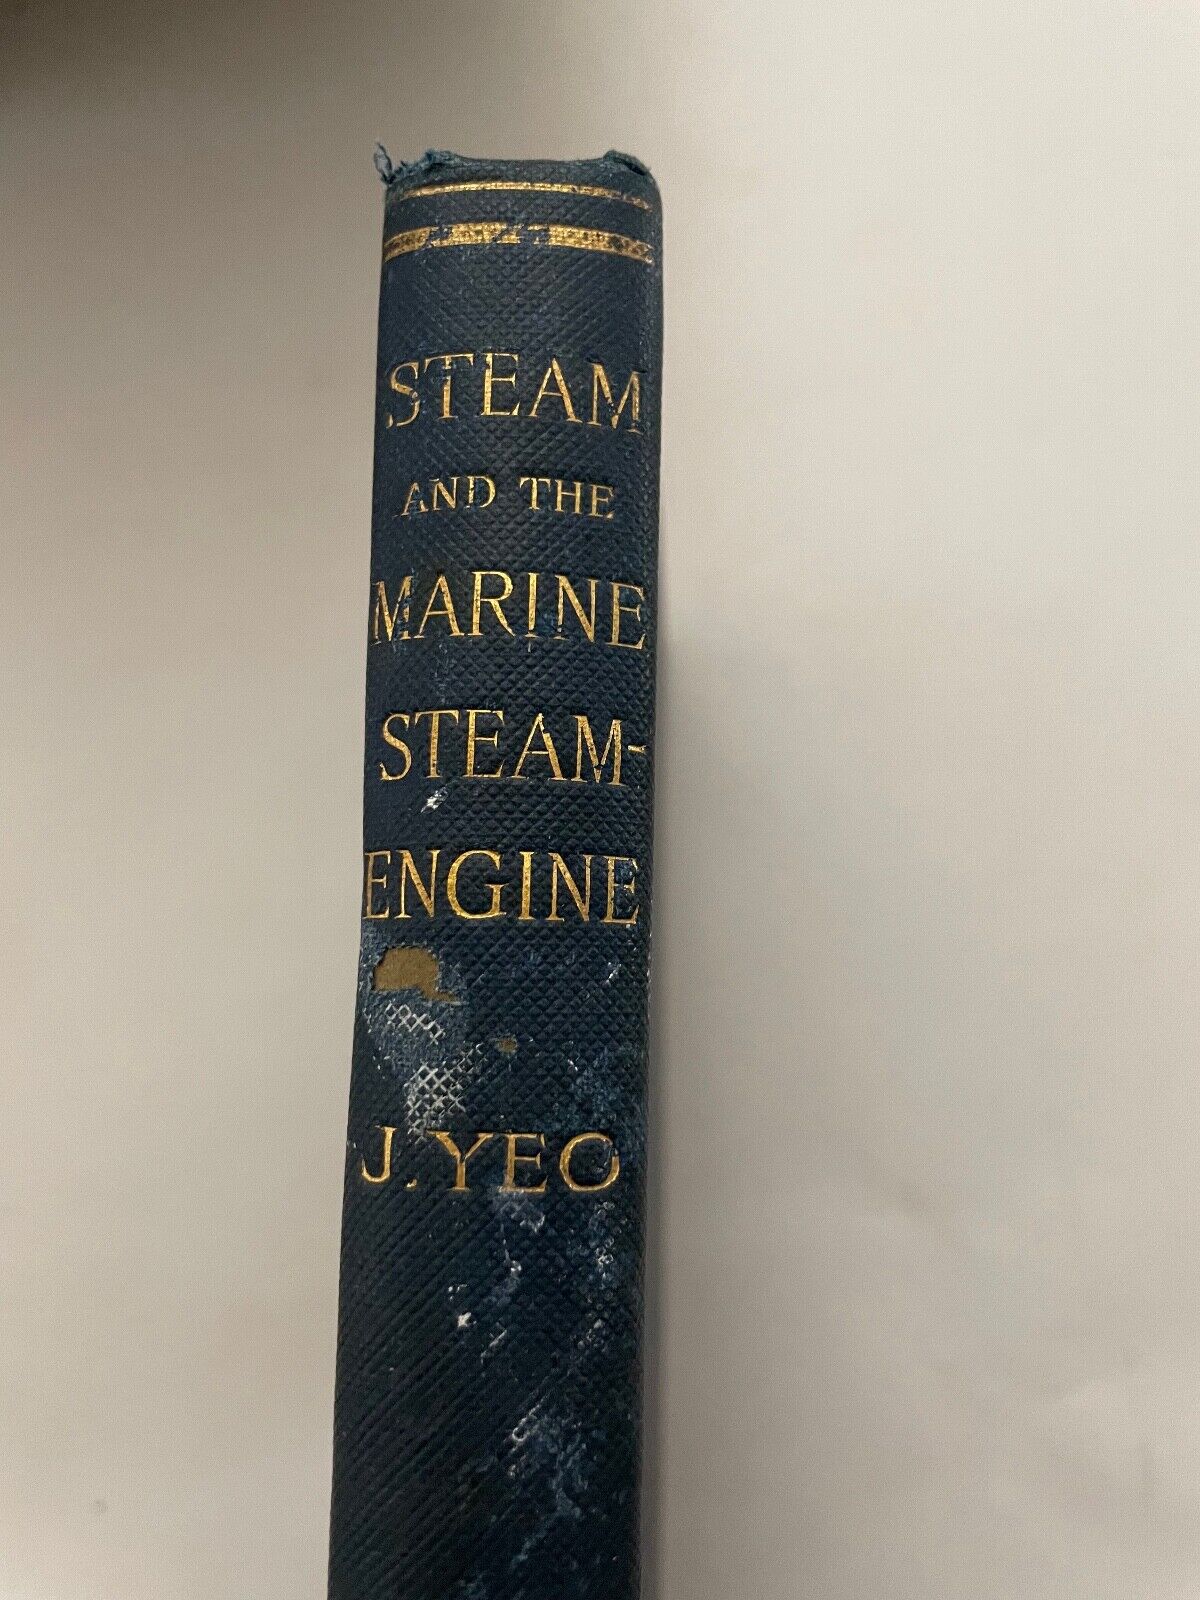 STEAM
AND THE
MARINE
STEAM-
ENGINE
J. YEO